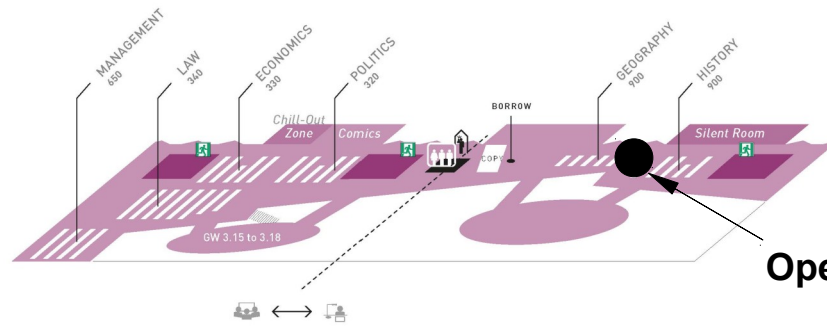 MANAGEMENT
650
LAW
340
ECONOMICS
330
POLITICS
320
GEOGRAPHY
900
HISTORY
900
BORROW
Chill-Out
Zone
Comics
Silent Room
COPY
GW 3.15 to 3.18
Ope